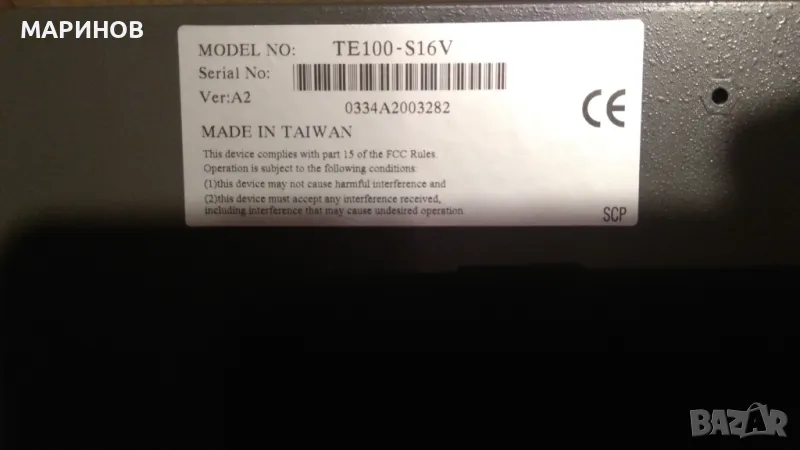 МАРИНОВ
MODEL NO: TE100-S16V
Serial No:
Ver:A2
0334A2003282
MADE IN TAIWAN
This device complies with part 15 of the FCC Rules.
Operation is subject to the following conditions:
(1)this device may not cause harmful interference and
(2)this device must accept any interference received,
including interference that may cause undesired operation.
CE
SCP
BAZAR